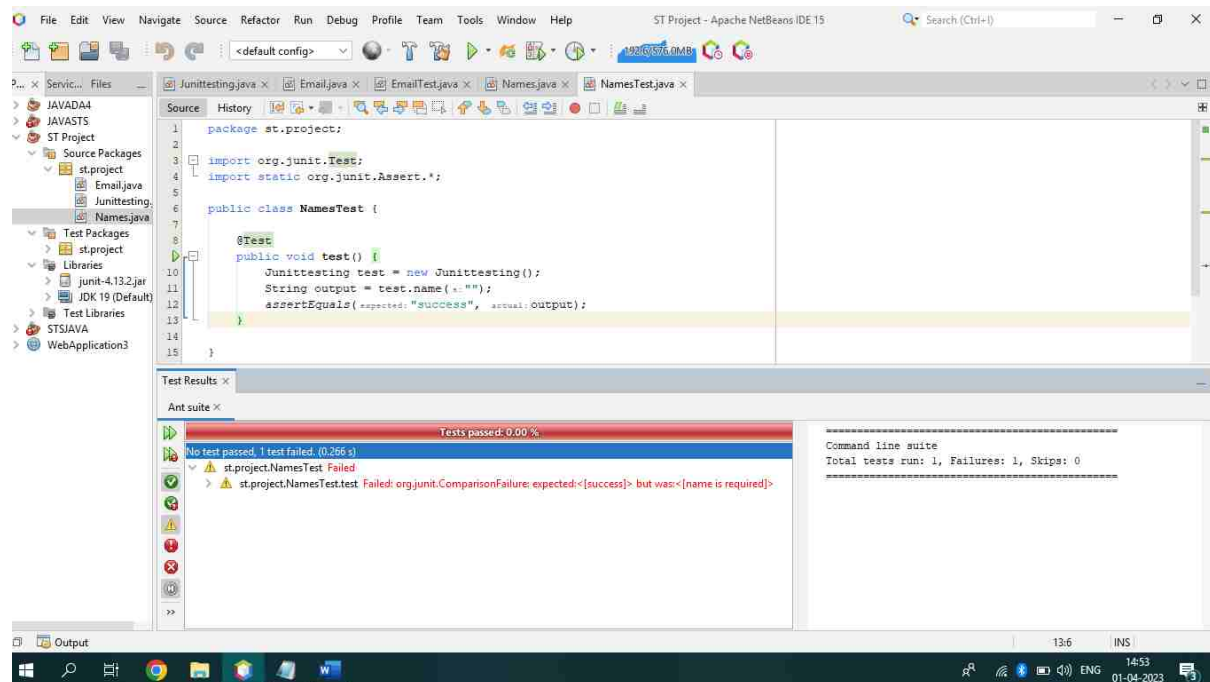 File Edit View Navigate Source Refactor Run Debug Profile Team Tools Window Help ST Project - Apache NetBeans IDE 15 Search (Ctrl+I)
<default config> 192.6/576.0MB
P... Servic... Files Junittesting.java Email.java EmailTest.java Names.java NamesTest.java
Source History
JAVADA4
JAVASTS
ST Project
Source Packages
st.project
Email.java
Junittesting.
Names.java
Test Packages
st.project
Libraries
junit-4.13.2.jar
JDK 19 (Default)
Test Libraries
STSJAVA
WebApplication3
1 package st.project;
2
3 import org.junit.Test;
4 import static org.junit.Assert.*;
5
6 public class NamesTest {
7
8 @Test
public void test() {
10 Junittesting test = new Junittesting();
11 String output = test.name(s:"");
12 assertEquals(expected:"success", actual:output);
13 }
14
15 }
Test Results
Ant suite
Tests passed: 0.00 %
No test passed, 1 test failed. (0.266 s)
st.project.NamesTest Failed
st.project.NamesTest.test Failed: org.junit.ComparisonFailure: expected:<[success]> but was:<[name is required]>
Command line suite
Total tests run: 1, Failures: 1, Skips: 0
Output 13:6 INS
ENG 14:53
01-04-2023